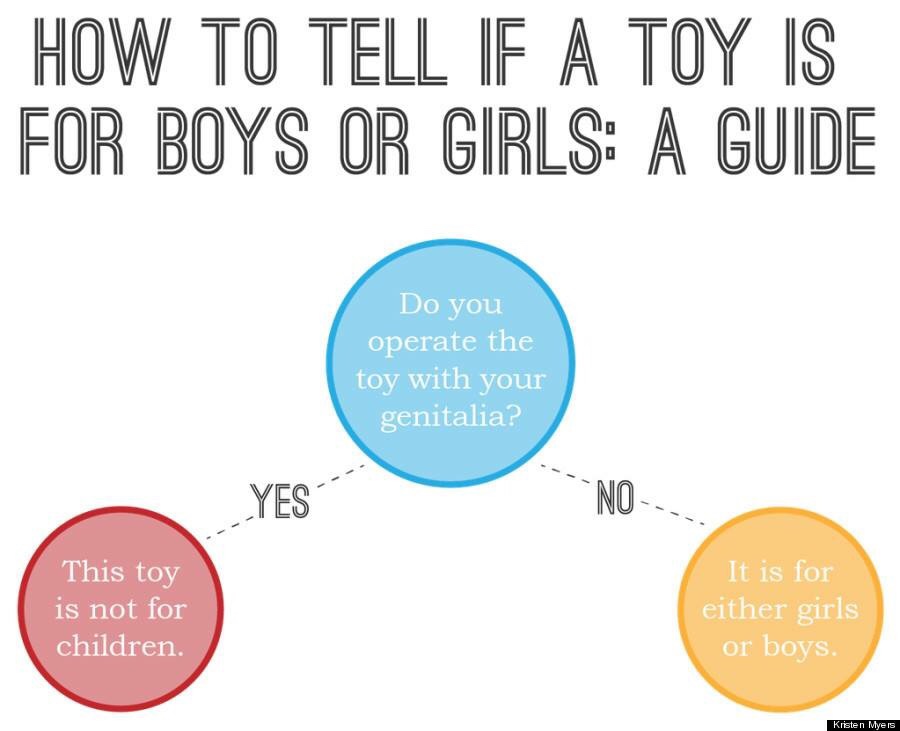 HOW TO TELL IF A TOY IS
FOR BOYS OR GIRLS: A GUIDE
Do you
operate the
toy with your
genitalia?
YES
NO
This toy
is not for
children.
It is for
either girls
or boys.
Kristen Myers